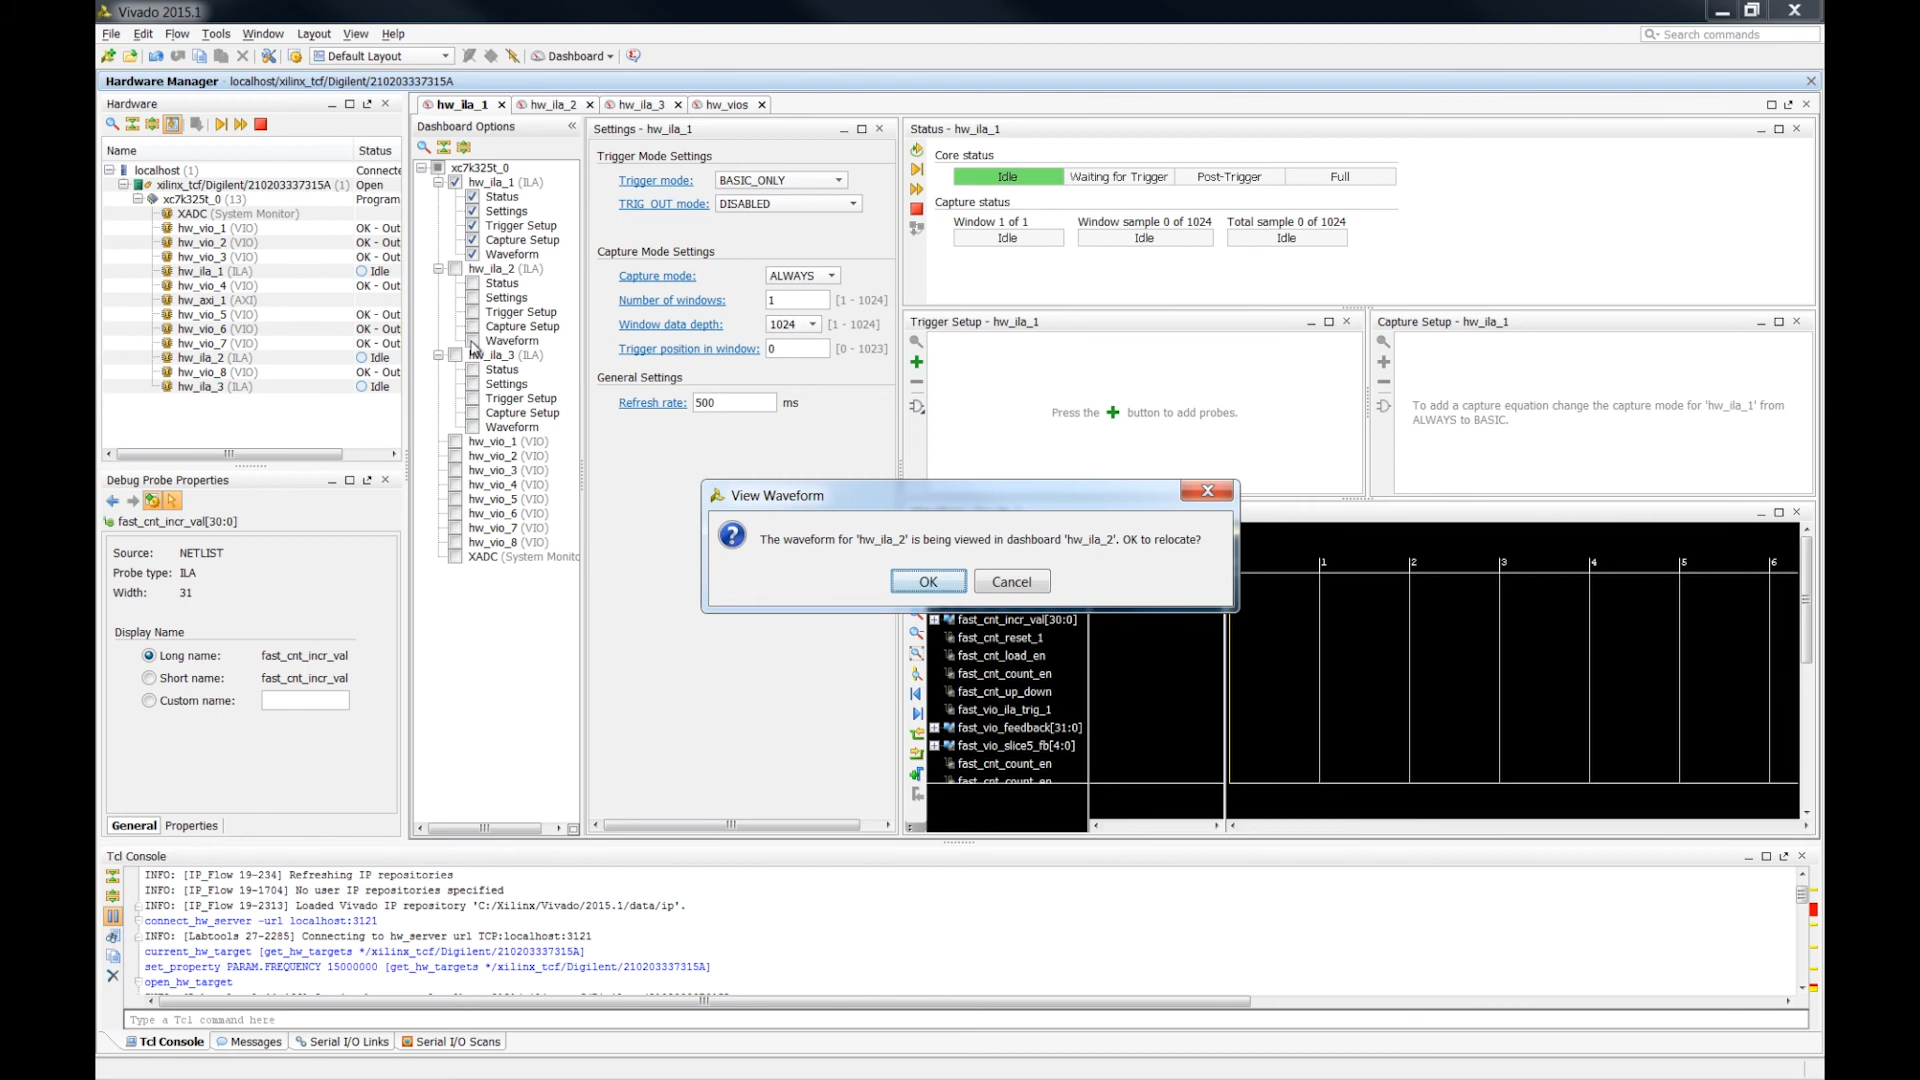 Vivado 2015.1
File Edit Flow Tools Window Layout View Help
Search commands
Default Layout
Dashboard
Hardware Manager - localhost/xilinx_tcf/Digilent/210203337315A
Hardware
Name Status
localhost (1) Connecte
xilinx_tcf/Digilent/210203337315A (1) Open
xc7k325t_0 (13) Program
XADC (System Monitor)
hw_vio_1 (VIO) OK - Out
hw_vio_2 (VIO) OK - Out
hw_vio_3 (VIO) OK - Out
hw_ila_1 (ILA) Idle
hw_vio_4 (VIO) OK - Out
hw_axi_1 (AXI)
hw_vio_5 (VIO) OK - Out
hw_vio_6 (VIO) OK - Out
hw_vio_7 (VIO) OK - Out
hw_ila_2 (ILA) Idle
hw_vio_8 (VIO) OK - Out
hw_ila_3 (ILA) Idle
Debug Probe Properties
fast_cnt_incr_val[30:0]
Source: NETLIST
Probe type: ILA
Width: 31
Display Name
Long name: fast_cnt_incr_val
Short name: fast_cnt_incr_val
Custom name:
General Properties
hw_ila_1 hw_ila_2 hw_ila_3 hw_vios
Dashboard Options
xc7k325t_0
hw_ila_1 (ILA)
Status
Settings
Trigger Setup
Capture Setup
Waveform
hw_ila_2 (ILA)
Status
Settings
Trigger Setup
Capture Setup
Waveform
hw_ila_3 (ILA)
Status
Settings
Trigger Setup
Capture Setup
Waveform
hw_vio_1 (VIO)
hw_vio_2 (VIO)
hw_vio_3 (VIO)
hw_vio_4 (VIO)
hw_vio_5 (VIO)
hw_vio_6 (VIO)
hw_vio_7 (VIO)
hw_vio_8 (VIO)
XADC (System Monito
Settings - hw_ila_1
Trigger Mode Settings
Trigger mode: BASIC_ONLY
TRIG_OUT mode: DISABLED
Capture Mode Settings
Capture mode: ALWAYS
Number of windows: 1 [1 - 1024]
Window data depth: 1024 [1 - 1024]
Trigger position in window: 0 [0 - 1023]
General Settings
Refresh rate: 500 ms
Status - hw_ila_1
Core status
Idle Waiting for Trigger Post-Trigger Full
Capture status
Window 1 of 1 Window sample 0 of 1024 Total sample 0 of 1024
Idle Idle Idle
Trigger Setup - hw_ila_1
Press the + button to add probes.
Capture Setup - hw_ila_1
To add a capture equation change the capture mode for 'hw_ila_1' from
ALWAYS to BASIC.
View Waveform
The waveform for 'hw_ila_2' is being viewed in dashboard 'hw_ila_2'. OK to relocate?
OK Cancel
1 2 3 4 5 6
fast_cnt_incr_val[30:0]
fast_cnt_reset_1
fast_cnt_load_en
fast_cnt_count_en
fast_cnt_up_down
fast_vio_ila_trig_1
fast_vio_feedback[31:0]
fast_vio_slice5_fb[4:0]
fast_cnt_count_en
fast_cnt_count_en
Tcl Console
INFO: [IP_Flow 19-234] Refreshing IP repositories
INFO: [IP_Flow 19-1704] No user IP repositories specified
INFO: [IP_Flow 19-2313] Loaded Vivado IP repository 'C:/Xilinx/Vivado/2015.1/data/ip'.
connect_hw_server -url localhost:3121
INFO: [Labtools 27-2285] Connecting to hw_server url TCP:localhost:3121
current_hw_target [get_hw_targets */xilinx_tcf/Digilent/210203337315A]
set_property PARAM.FREQUENCY 15000000 [get_hw_targets */xilinx_tcf/Digilent/210203337315A]
open_hw_target
Type a Tcl command here
Tcl Console Messages Serial I/O Links Serial I/O Scans